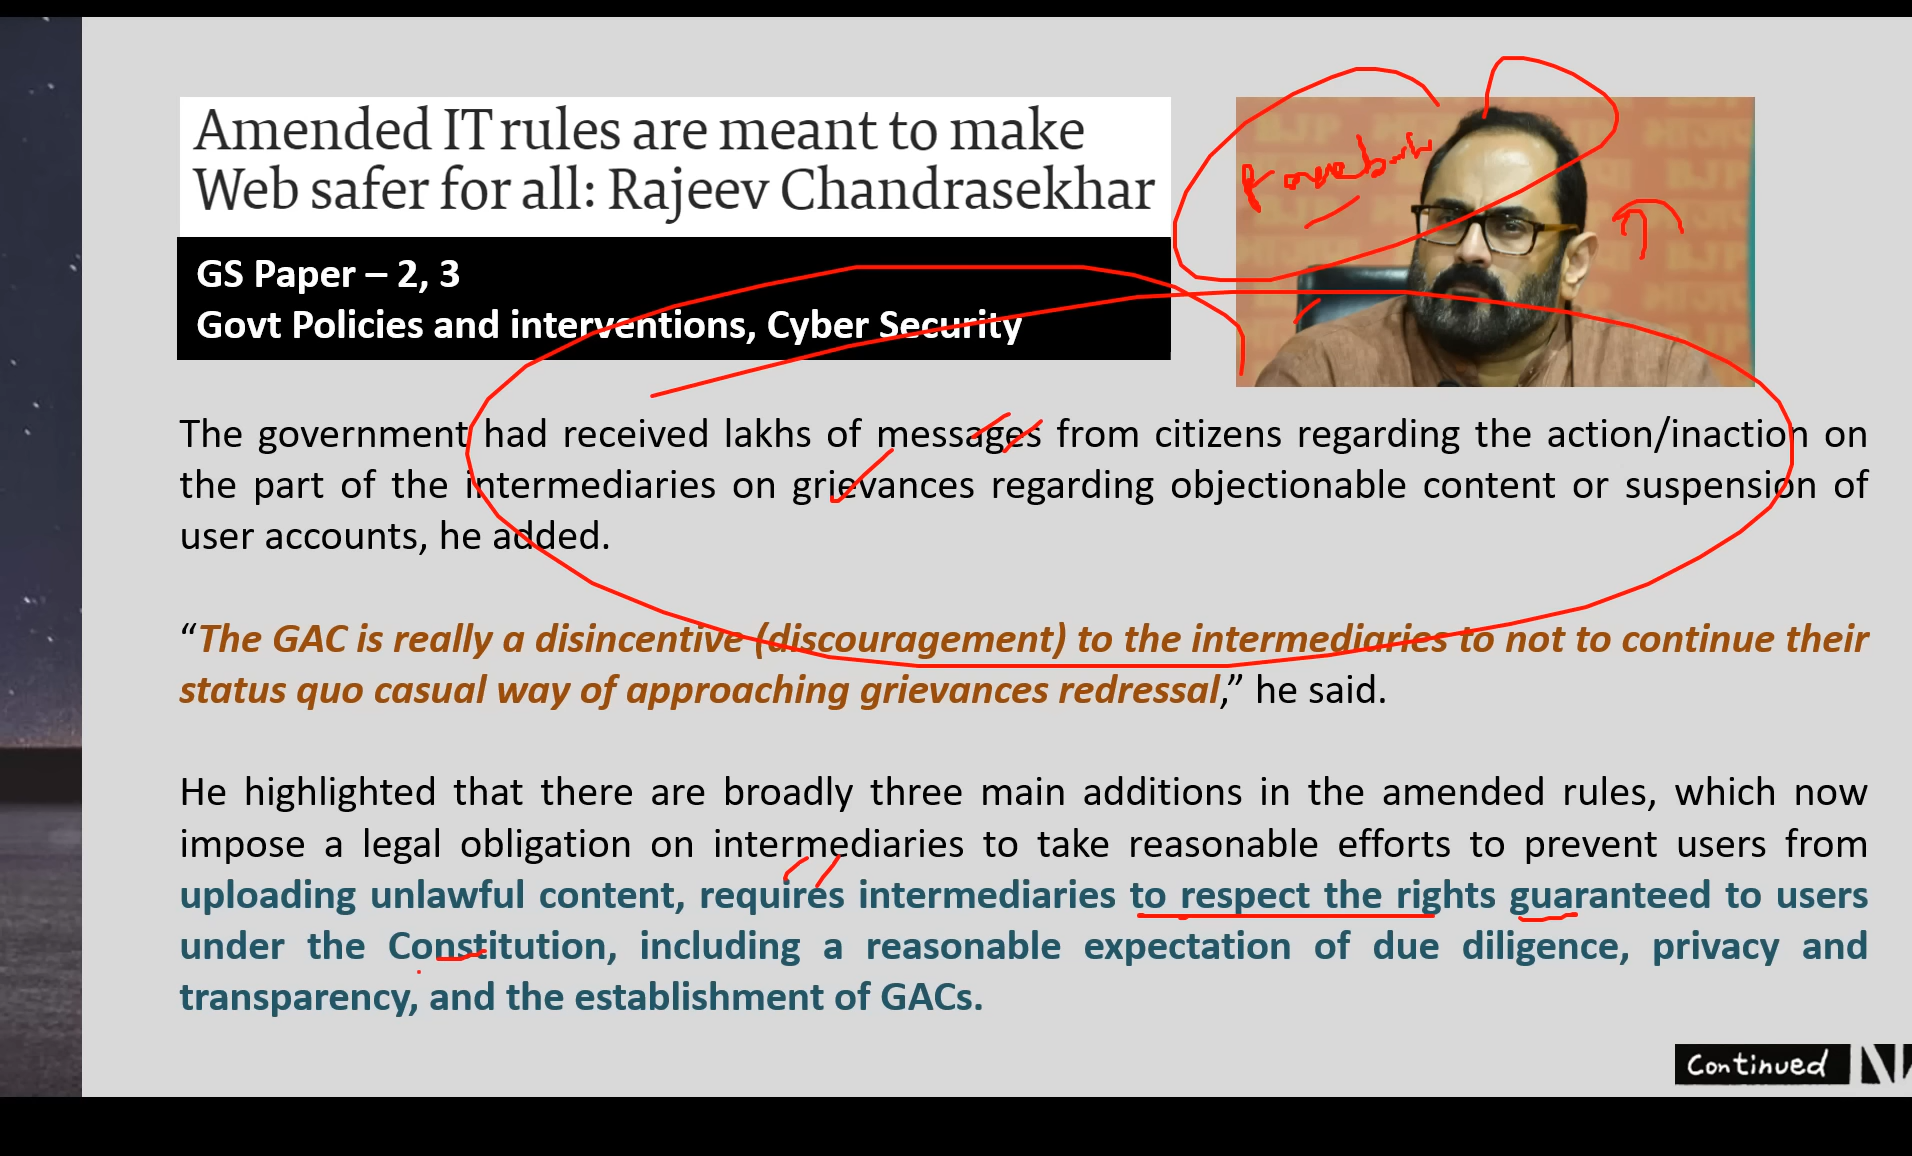 Amended IT rules are meant to make
Web safer for all: Rajeev Chandrasekhar
GS Paper – 2, 3
Govt Policies and interventions, Cyber Security
The government had received lakhs of messages from citizens regarding the action/inaction on
the part of the intermediaries on grievances regarding objectionable content or suspension of
user accounts, he added.
“The GAC is really a disincentive (discouragement) to the intermediaries to not to continue their
status quo casual way of approaching grievances redressal,” he said.
He highlighted that there are broadly three main additions in the amended rules, which now
impose a legal obligation on intermediaries to take reasonable efforts to prevent users from
uploading unlawful content, requires intermediaries to respect the rights guaranteed to users
under the Constitution, including a reasonable expectation of due diligence, privacy and
transparency, and the establishment of GACs.
Continued